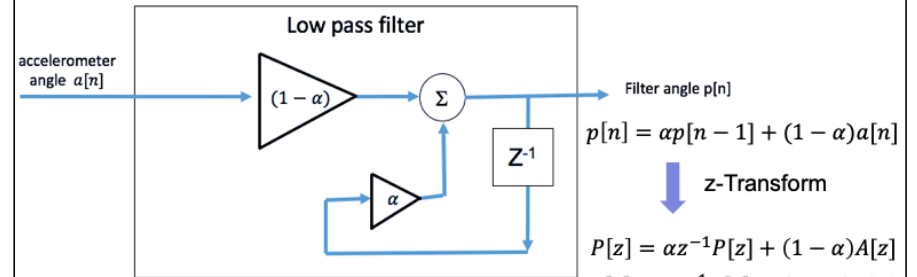 Low pass filter
accelerometer
angle a[n]
(1 − α)
Σ
Filter angle p[n]
p[n] = αp[n − 1] + (1 − α)a[n]
Z-1
z-Transform
α
P[z] = αz⁻¹P[z] + (1 − α)A[z]